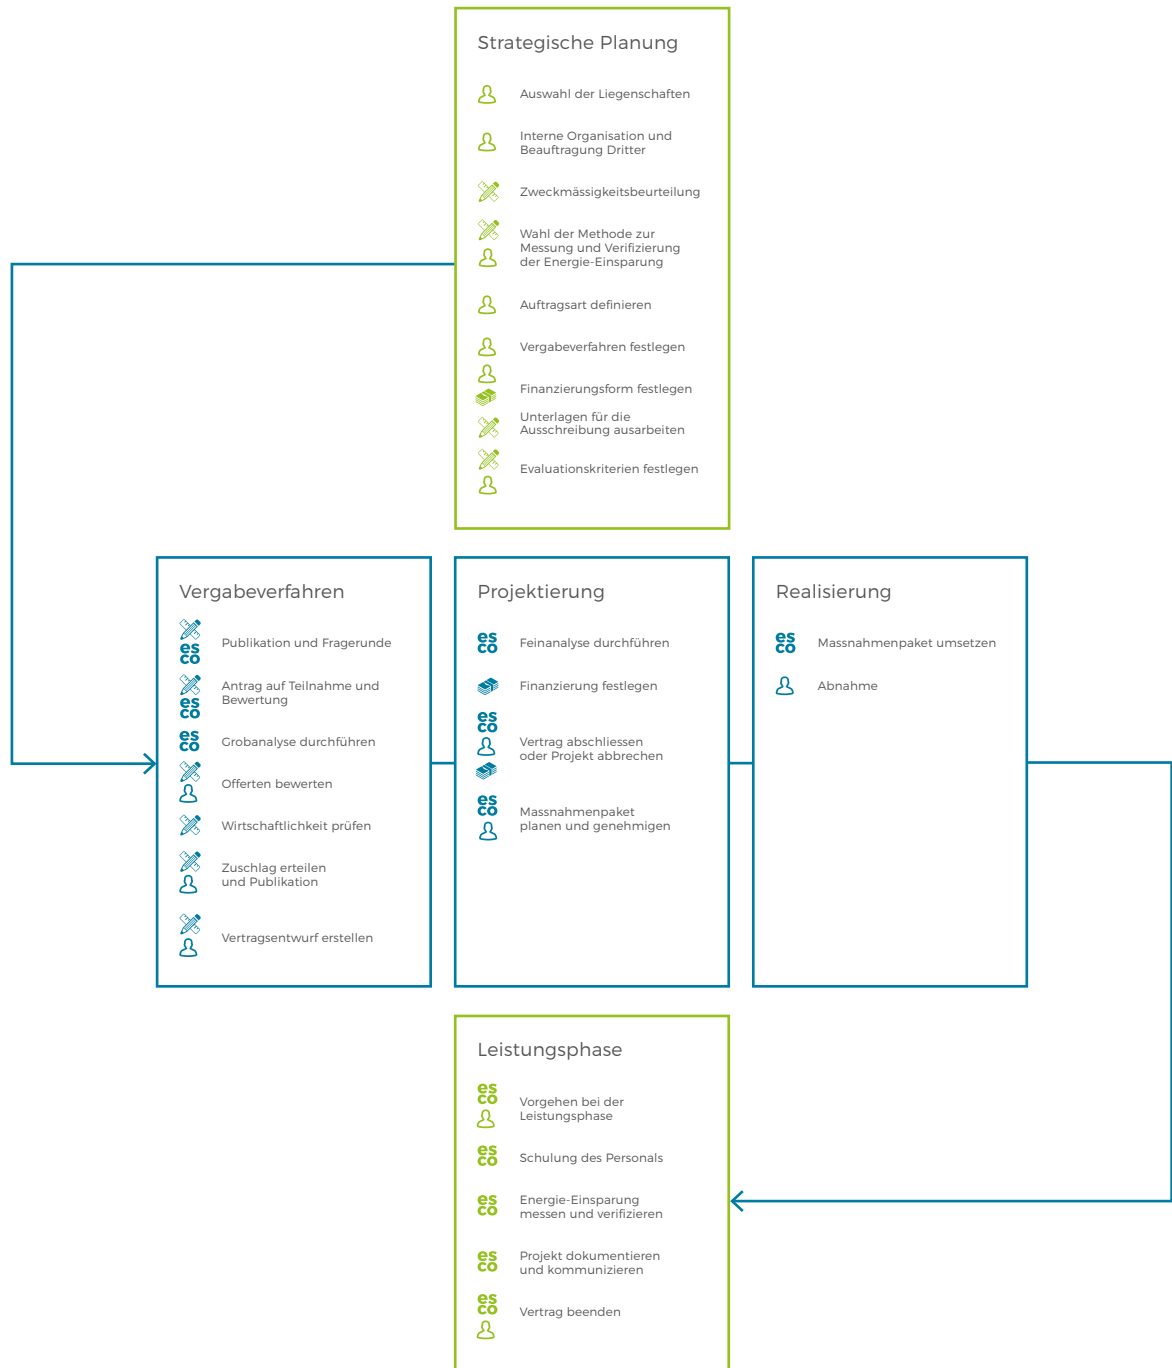 Strategische Planung
Auswahl der Liegenschaften
Interne Organisation und
Beauftragung Dritter
Zweckmässigkeitsbeurteilung
Wahl der Methode zur
Messung und Verifizierung
der Energie-Einsparung
Auftragsart definieren
Vergabeverfahren festlegen
Finanzierungsform festlegen
Unterlagen für die
Ausschreibung ausarbeiten
Evaluationskriterien festlegen
Vergabeverfahren
es
co
Publikation und Fragerunde
es
co
Antrag auf Teilnahme und
Bewertung
es
co
Grobanalyse durchführen
Offerten bewerten
Wirtschaftlichkeit prüfen
Zuschlag erteilen
und Publikation
Vertragsentwurf erstellen
Projektierung
es
co
Feinanalyse durchführen
Finanzierung festlegen
es
co
Vertrag abschliessen
oder Projekt abbrechen
es
co
Massnahmenpaket
planen und genehmigen
Realisierung
es
co
Massnahmenpaket umsetzen
Abnahme
Leistungsphase
es
co
Vorgehen bei der
Leistungsphase
es
co
Schulung des Personals
es
co
Energie-Einsparung
messen und verifizieren
es
co
Projekt dokumentieren
und kommunizieren
es
co
Vertrag beenden